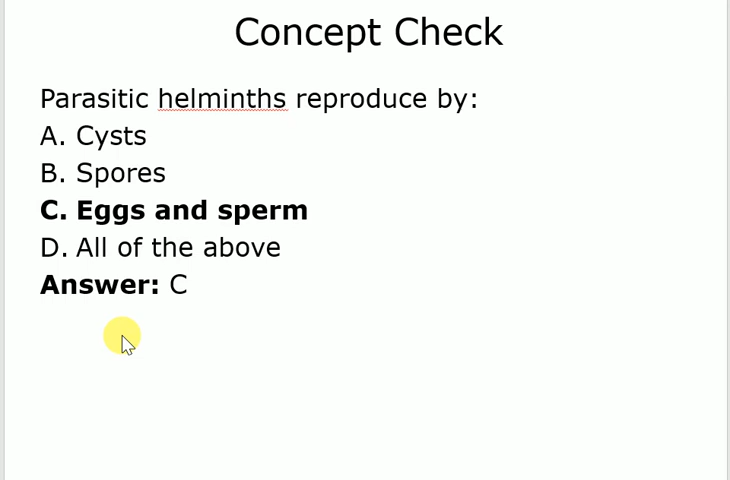 Concept Check
Parasitic helminths reproduce by:
A. Cysts
B. Spores
C. Eggs and sperm
D. All of the above
Answer: C